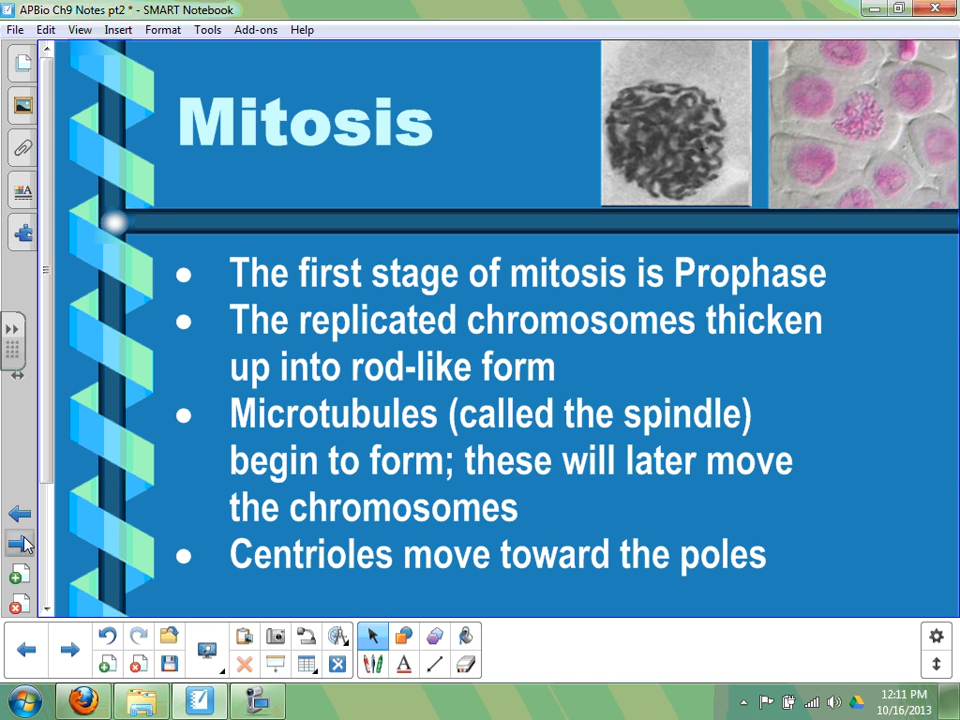 APBio Ch9 Notes pt2 * - SMART Notebook
File Edit View Insert Format Tools Add-ons Help
Mitosis
• The first stage of mitosis is Prophase
• The replicated chromosomes thicken
up into rod-like form
• Microtubules (called the spindle)
begin to form; these will later move
the chromosomes
• Centrioles move toward the poles
12:11 PM
10/16/2013